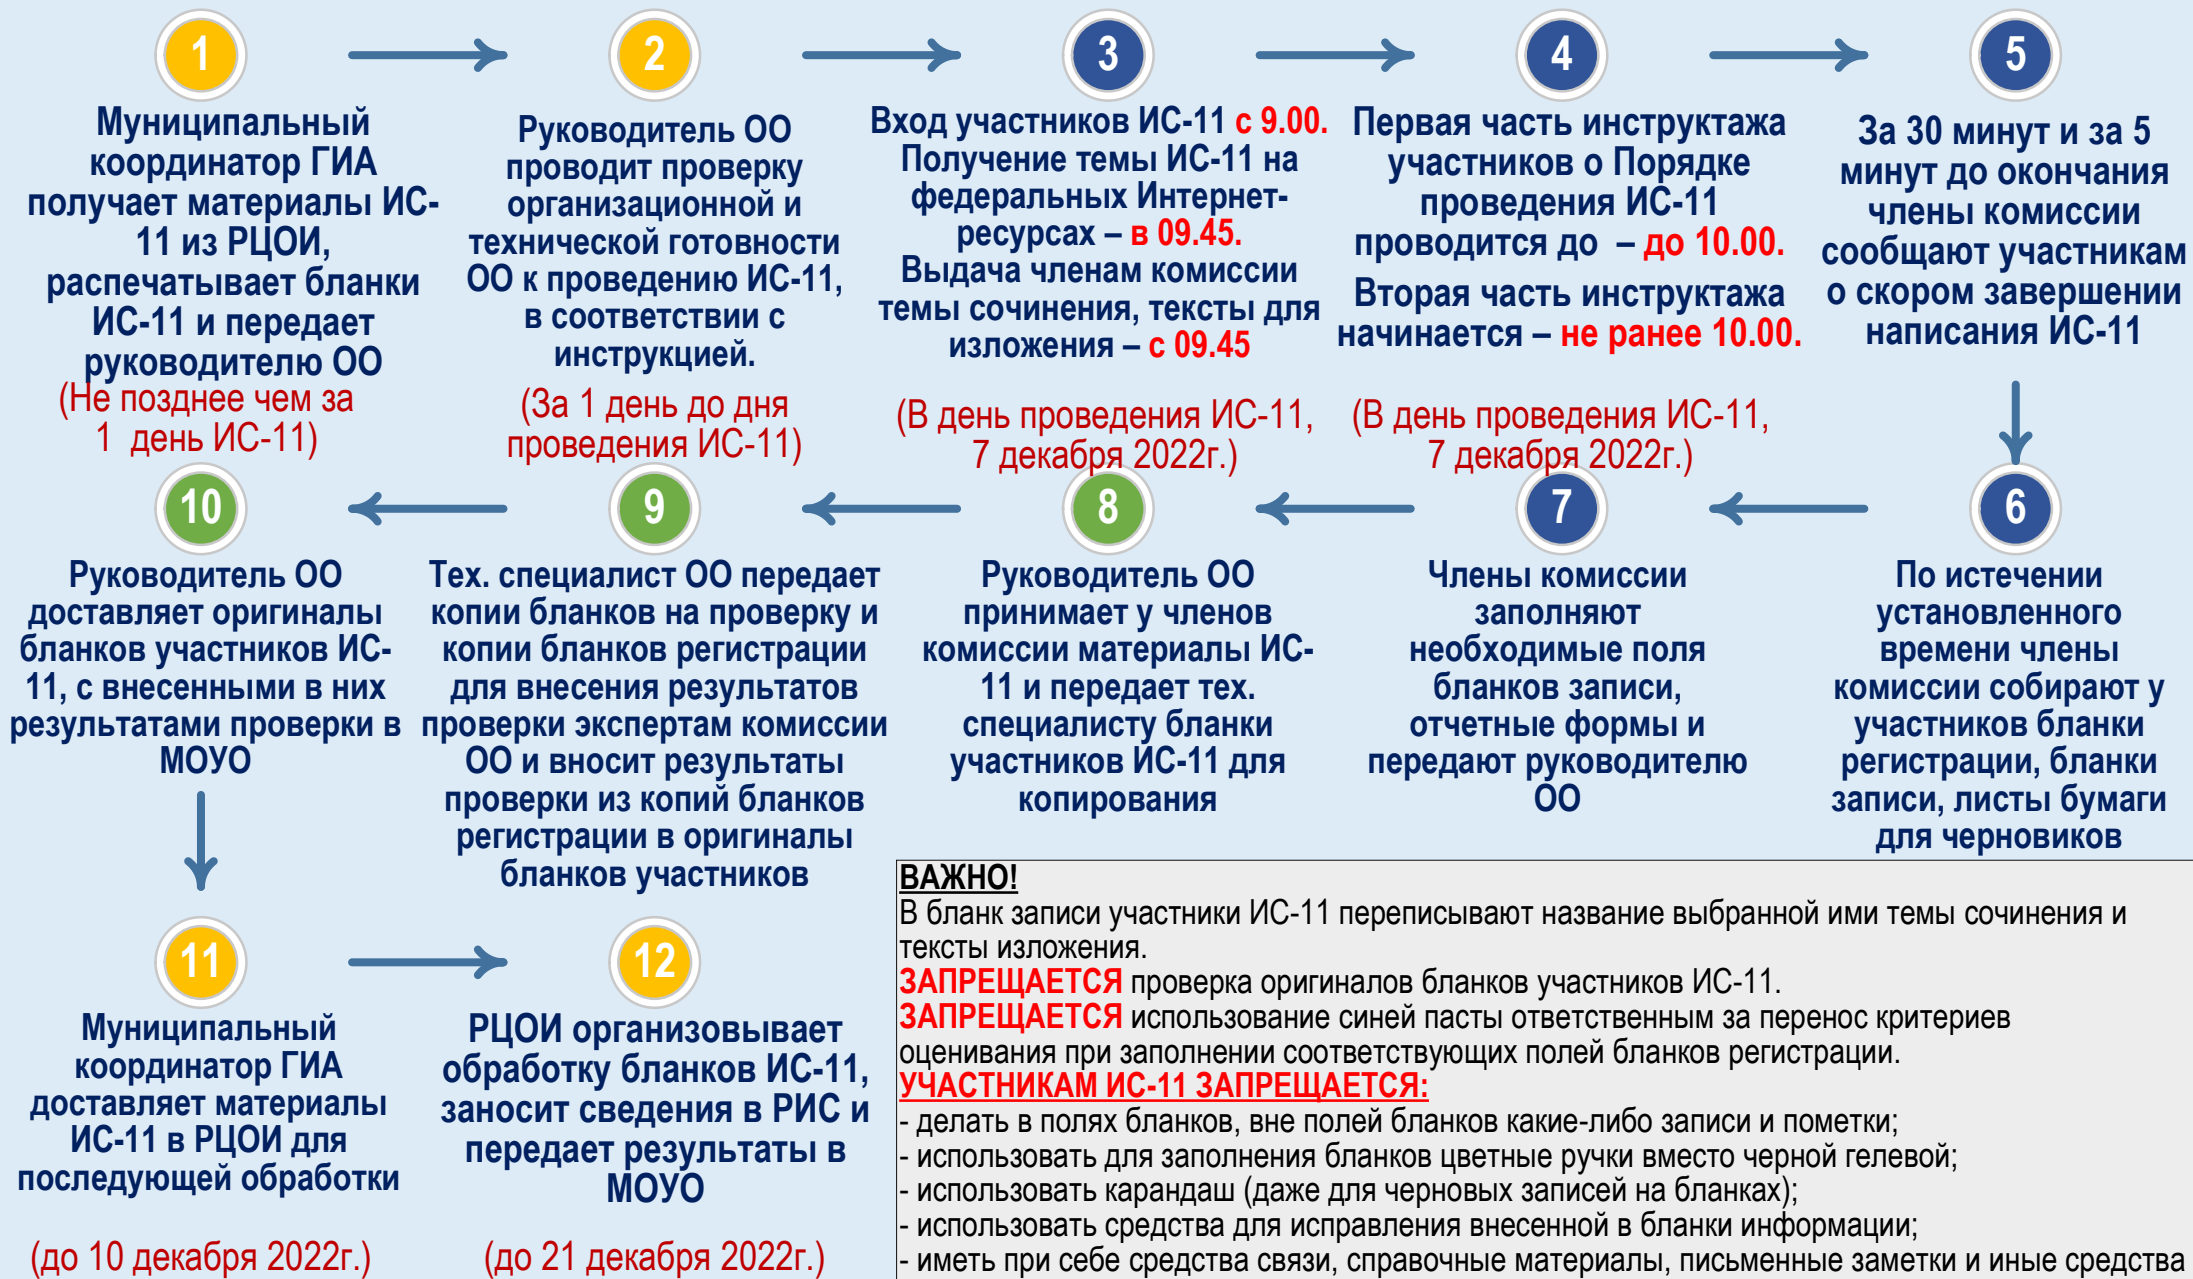 1
Муниципальный
координатор ГИА
получает материалы ИС-
11 из РЦОИ,
распечатывает бланки
ИС-11 и передает
руководителю ОО
(Не позднее чем за
1 день ИС-11)
2
Руководитель ОО
проводит проверку
организационной и
технической готовности
ОО к проведению ИС-11,
в соответствии с
инструкцией.
(За 1 день до дня
проведения ИС-11)
3
Вход участников ИС-11 с 9.00.
Получение темы ИС-11 на
федеральных Интернет-
ресурсах – в 09.45.
Выдача членам комиссии
темы сочинения, тексты для
изложения – с 09.45
(В день проведения ИС-11,
7 декабря 2022г.)
4
Первая часть инструктажа
участников о Порядке
проведения ИС-11
проводится до – до 10.00.
Вторая часть инструктажа
начинается – не ранее 10.00.
(В день проведения ИС-11,
7 декабря 2022г.)
5
За 30 минут и за 5
минут до окончания
члены комиссии
сообщают участникам
о скором завершении
написания ИС-11
6
По истечении
установленного
времени члены
комиссии собирают у
участников бланки
регистрации, бланки
записи, листы бумаги
для черновиков
7
Члены комиссии
заполняют
необходимые поля
бланков записи,
отчетные формы и
передают руководителю
ОО
8
Руководитель ОО
принимает у членов
комиссии материалы ИС-
11 и передает тех.
специалисту бланки
участников ИС-11 для
копирования
9
Тех. специалист ОО передает
копии бланков на проверку и
копии бланков регистрации
для внесения результатов
проверки экспертам комиссии
ОО и вносит результаты
проверки из копий бланков
регистрации в оригиналы
бланков участников
10
Руководитель ОО
доставляет оригиналы
бланков участников ИС-
11, с внесенными в них
результатами проверки в
МОУО
11
Муниципальный
координатор ГИА
доставляет материалы
ИС-11 в РЦОИ для
последующей обработки
(до 10 декабря 2022г.)
12
РЦОИ организовывает
обработку бланков ИС-11,
заносит сведения в РИС и
передает результаты в
МОУО
(до 21 декабря 2022г.)
ВАЖНО!
В бланк записи участники ИС-11 переписывают название выбранной ими темы сочинения и
тексты изложения.
ЗАПРЕЩАЕТСЯ проверка оригиналов бланков участников ИС-11.
ЗАПРЕЩАЕТСЯ использование синей пасты ответственным за перенос критериев
оценивания при заполнении соответствующих полей бланков регистрации.
УЧАСТНИКАМ ИС-11 ЗАПРЕЩАЕТСЯ:
- делать в полях бланков, вне полей бланков какие-либо записи и пометки;
- использовать для заполнения бланков цветные ручки вместо черной гелевой;
- использовать карандаш (даже для черновых записей на бланках);
- использовать средства для исправления внесенной в бланки информации;
- иметь при себе средства связи, справочные материалы, письменные заметки и иные средства